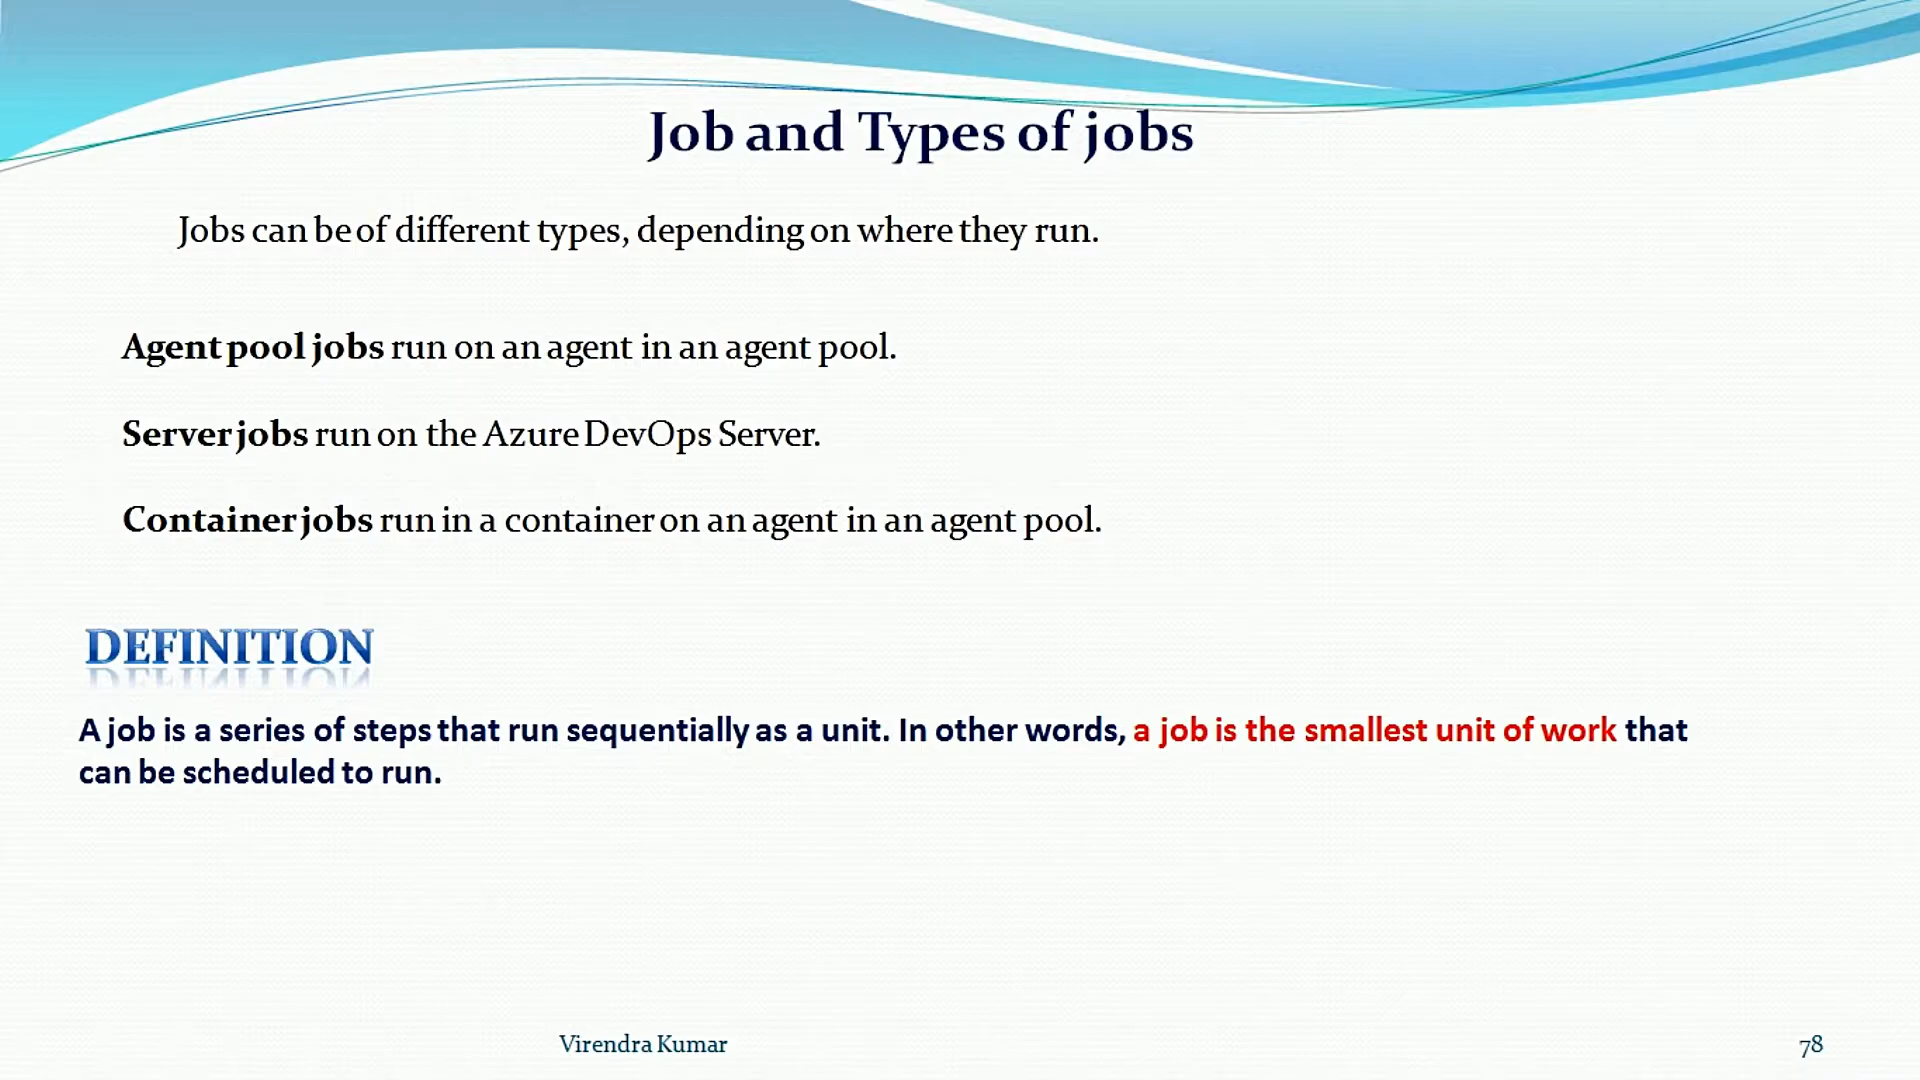 Job and Types of jobs
Jobs can be of different types, depending on where they run.
Agent pool jobs run on an agent in an agent pool.
Server jobs run on the Azure DevOps Server.
Container jobs run in a container on an agent in an agent pool.
DEFINITION
A job is a series of steps that run sequentially as a unit. In other words, a job is the smallest unit of work that
can be scheduled to run.
Virendra Kumar
78